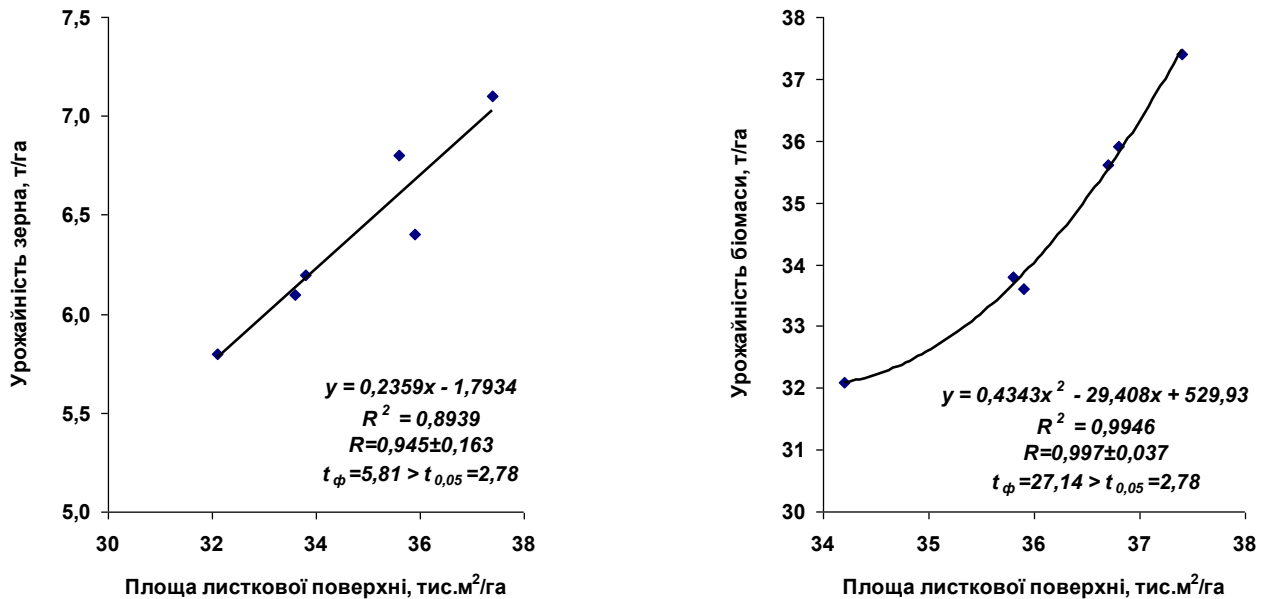 Урожайність зерна, т/га
7,5
7,0
6,5
6,0
5,5
5,0
y = 0,2359x - 1,7934
R² = 0,8939
R=0,945±0,163
t ф =5,81 > t 0,05 =2,78
30 32 34 36 38
Площа листкової поверхні, тис.м²/га
Урожайність біомаси, т/га
38
37
36
35
34
33
32
31
30
y = 0,4343x² - 29,408x + 529,93
R² = 0,9946
R=0,997±0,037
t ф =27,14 > t 0,05 =2,78
34 35 36 37 38
Площа листкової поверхні, тис.м²/га